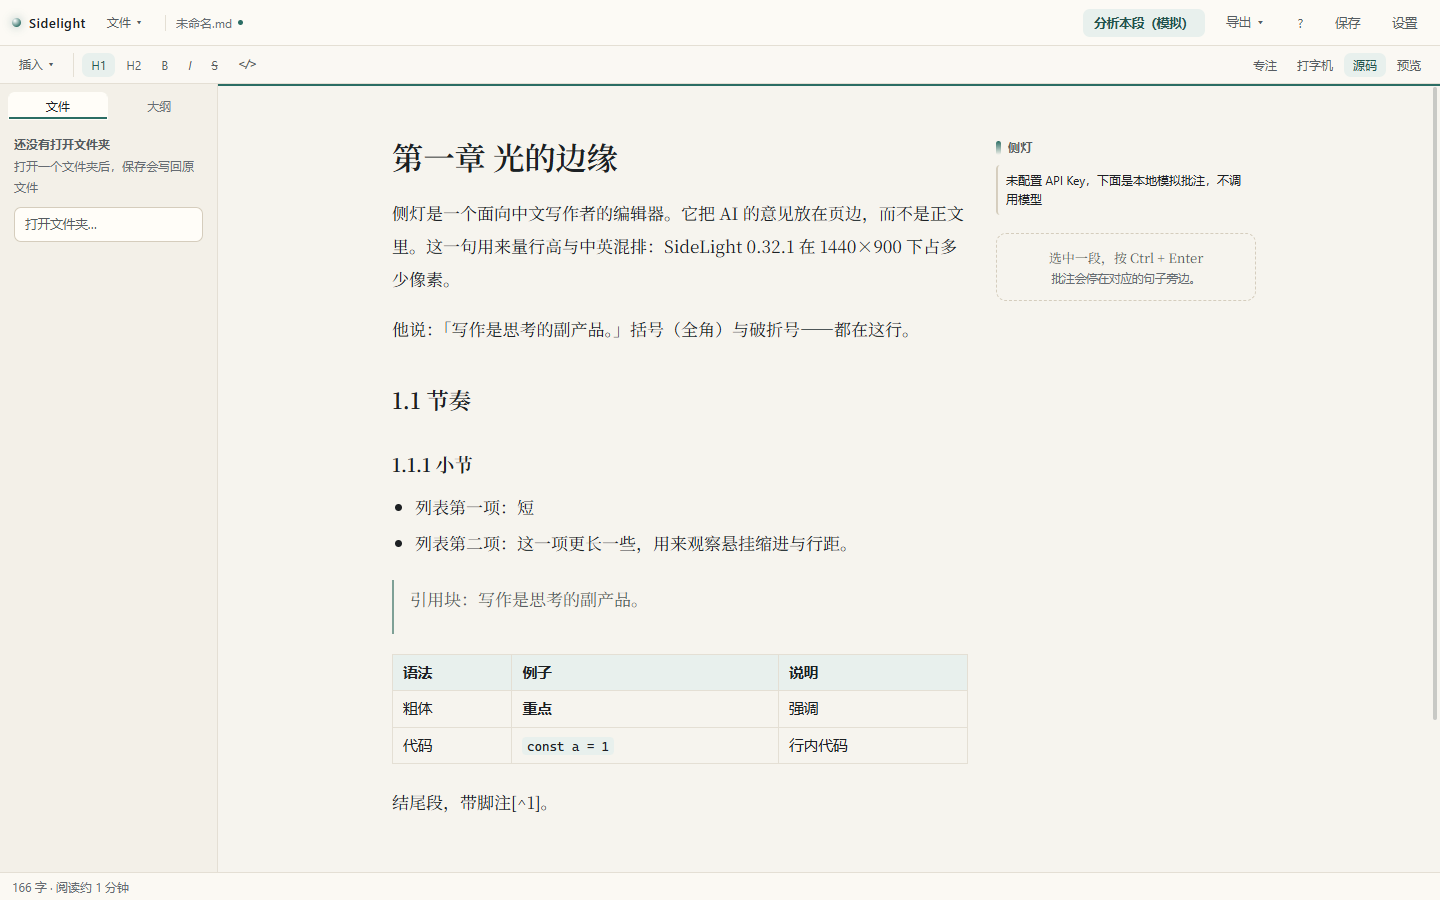 Sidelight 文件 未命名.md 分析本段（模拟） 导出 ? 保存 设置
插入 H1 H2 B I S </> 专注 打字机 源码 预览
文件 大纲
还没有打开文件夹
打开一个文件夹后，保存会写回原
文件
打开文件夹...
第一章 光的边缘
侧灯是一个面向中文写作者的编辑器。它把 AI 的意见放在页边，而不是正文
里。这一句用来量行高与中英混排：SideLight 0.32.1 在 1440×900 下占多
少像素。
他说：「写作是思考的副产品。」括号（全角）与破折号——都在这行。
1.1 节奏
1.1.1 小节
• 列表第一项：短
• 列表第二项：这一项更长一些，用来观察悬挂缩进与行距。
引用块：写作是思考的副产品。
语法 例子 说明
粗体 重点 强调
代码 const a = 1 行内代码
结尾段，带脚注[^1]。
侧灯
未配置 API Key，下面是本地模拟批注，不调
用模型
选中一段，按 Ctrl + Enter
批注会停在对应的句子旁边。
166 字 · 阅读约 1 分钟